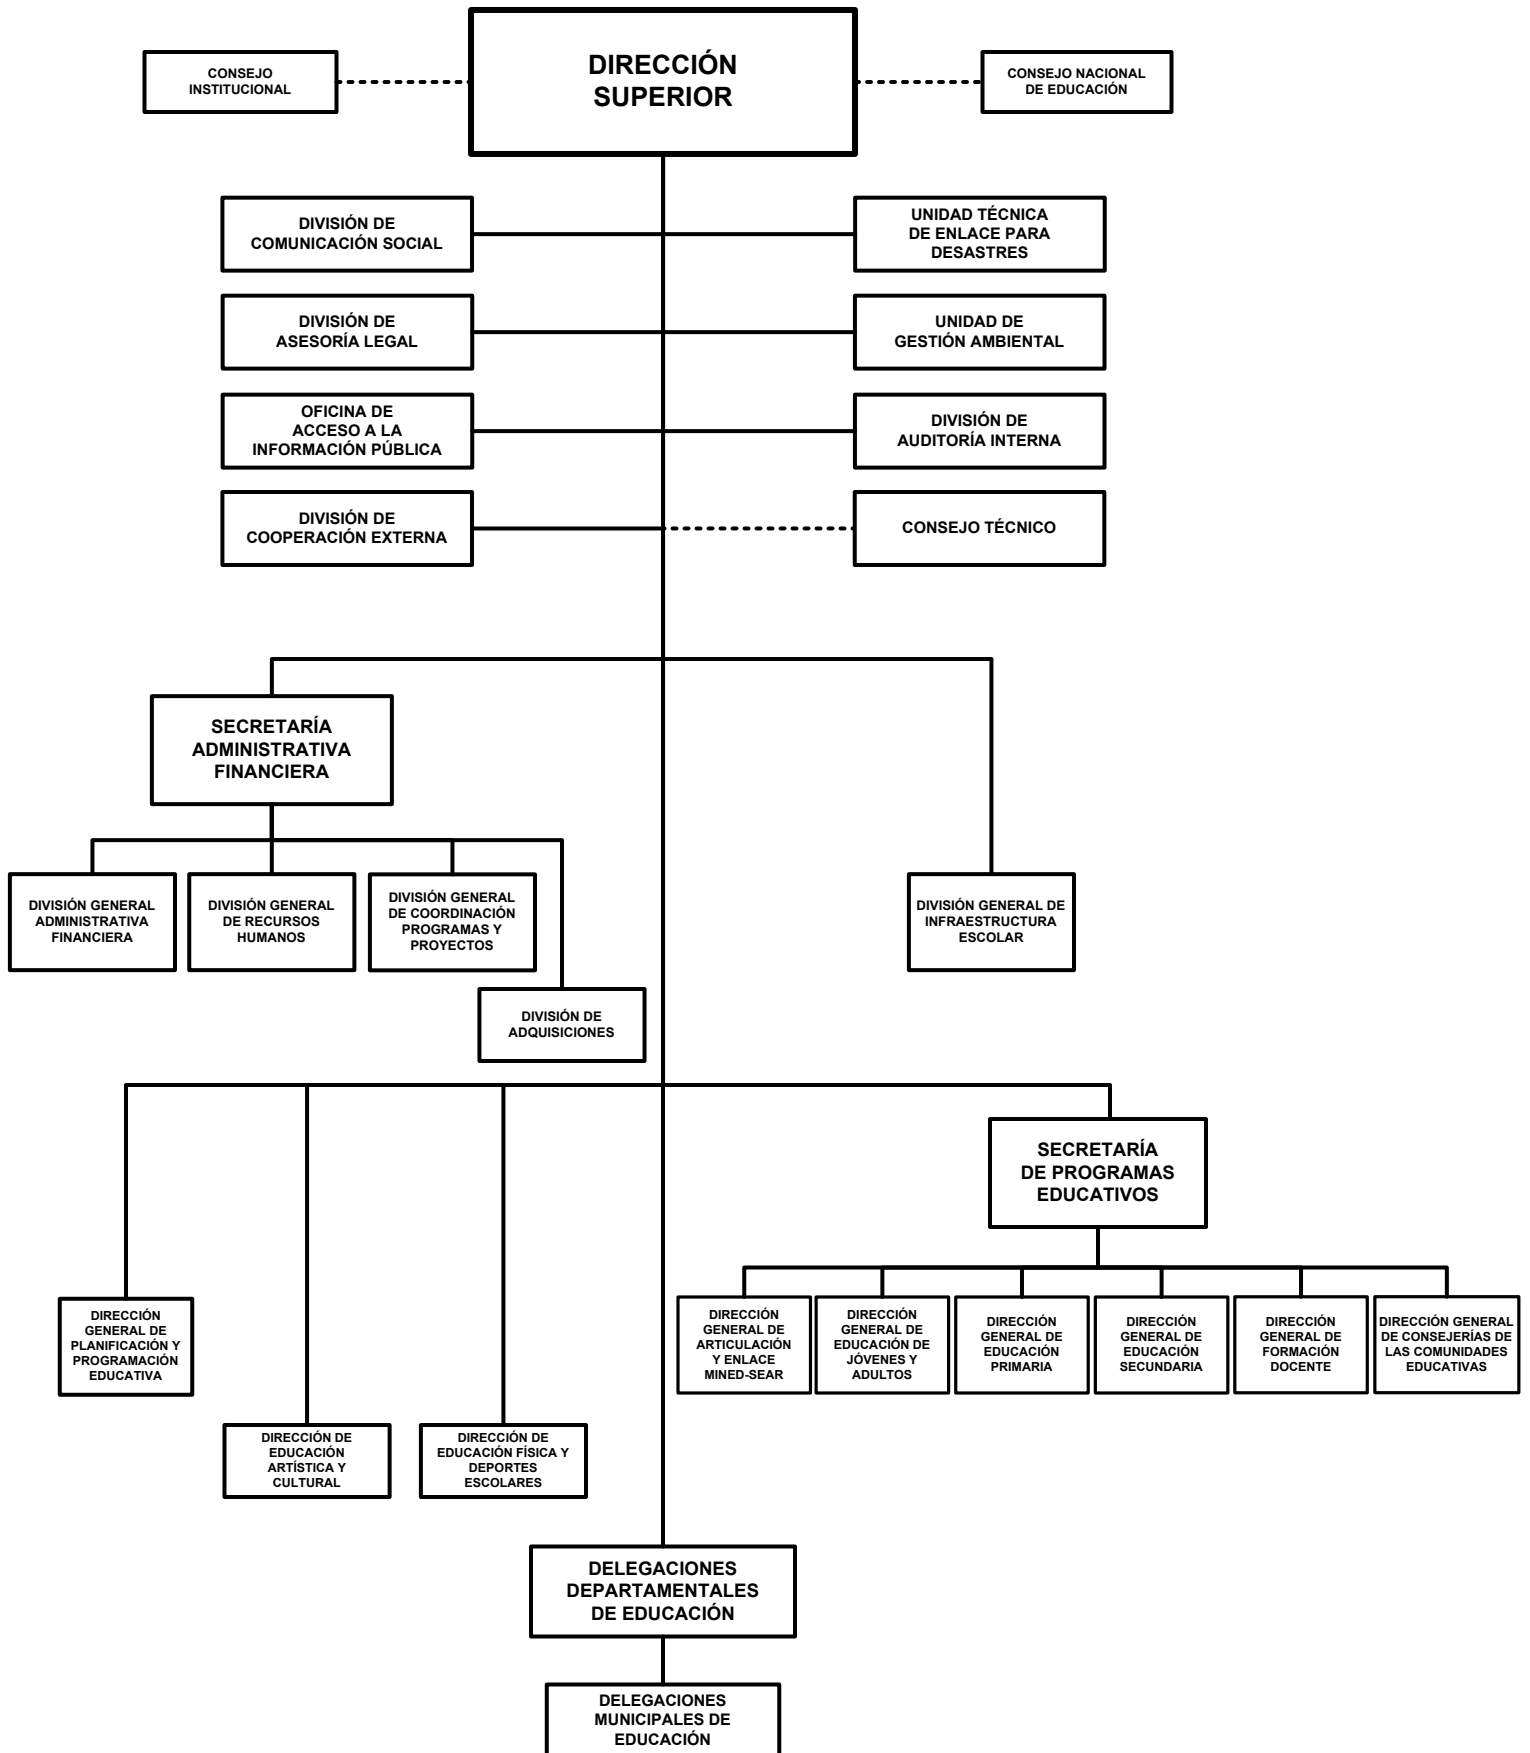 DIRECCIÓN
SUPERIOR
CONSEJO
INSTITUCIONAL
CONSEJO NACIONAL
DE EDUCACIÓN
DIVISIÓN DE
COMUNICACIÓN SOCIAL
UNIDAD TÉCNICA
DE ENLACE PARA
DESASTRES
DIVISIÓN DE
ASESORÍA LEGAL
UNIDAD DE
GESTIÓN AMBIENTAL
OFICINA DE
ACCESO A LA
INFORMACIÓN PÚBLICA
DIVISIÓN DE
AUDITORÍA INTERNA
DIVISIÓN DE
COOPERACIÓN EXTERNA
CONSEJO TÉCNICO
SECRETARÍA
ADMINISTRATIVA
FINANCIERA
DIVISIÓN GENERAL
ADMINISTRATIVA
FINANCIERA
DIVISIÓN GENERAL
DE RECURSOS
HUMANOS
DIVISIÓN GENERAL
DE COORDINACIÓN
PROGRAMAS Y
PROYECTOS
DIVISIÓN GENERAL DE
INFRAESTRUCTURA
ESCOLAR
DIVISIÓN DE
ADQUISICIONES
SECRETARÍA
DE PROGRAMAS
EDUCATIVOS
DIRECCIÓN
GENERAL DE
PLANIFICACIÓN Y
PROGRAMACIÓN
EDUCATIVA
DIRECCIÓN
GENERAL DE
ARTICULACIÓN
Y ENLACE
MINED-SEAR
DIRECCIÓN
GENERAL DE
EDUCACIÓN DE
JÓVENES Y
ADULTOS
DIRECCIÓN
GENERAL DE
EDUCACIÓN
PRIMARIA
DIRECCIÓN
GENERAL DE
EDUCACIÓN
SECUNDARIA
DIRECCIÓN
GENERAL DE
FORMACIÓN
DOCENTE
DIRECCIÓN GENERAL
DE CONSEJERÍAS DE
LAS COMUNIDADES
EDUCATIVAS
DIRECCIÓN DE
EDUCACIÓN
ARTÍSTICA Y
CULTURAL
DIRECCIÓN DE
EDUCACIÓN FÍSICA Y
DEPORTES
ESCOLARES
DELEGACIONES
DEPARTAMENTALES
DE EDUCACIÓN
DELEGACIONES
MUNICIPALES DE
EDUCACIÓN